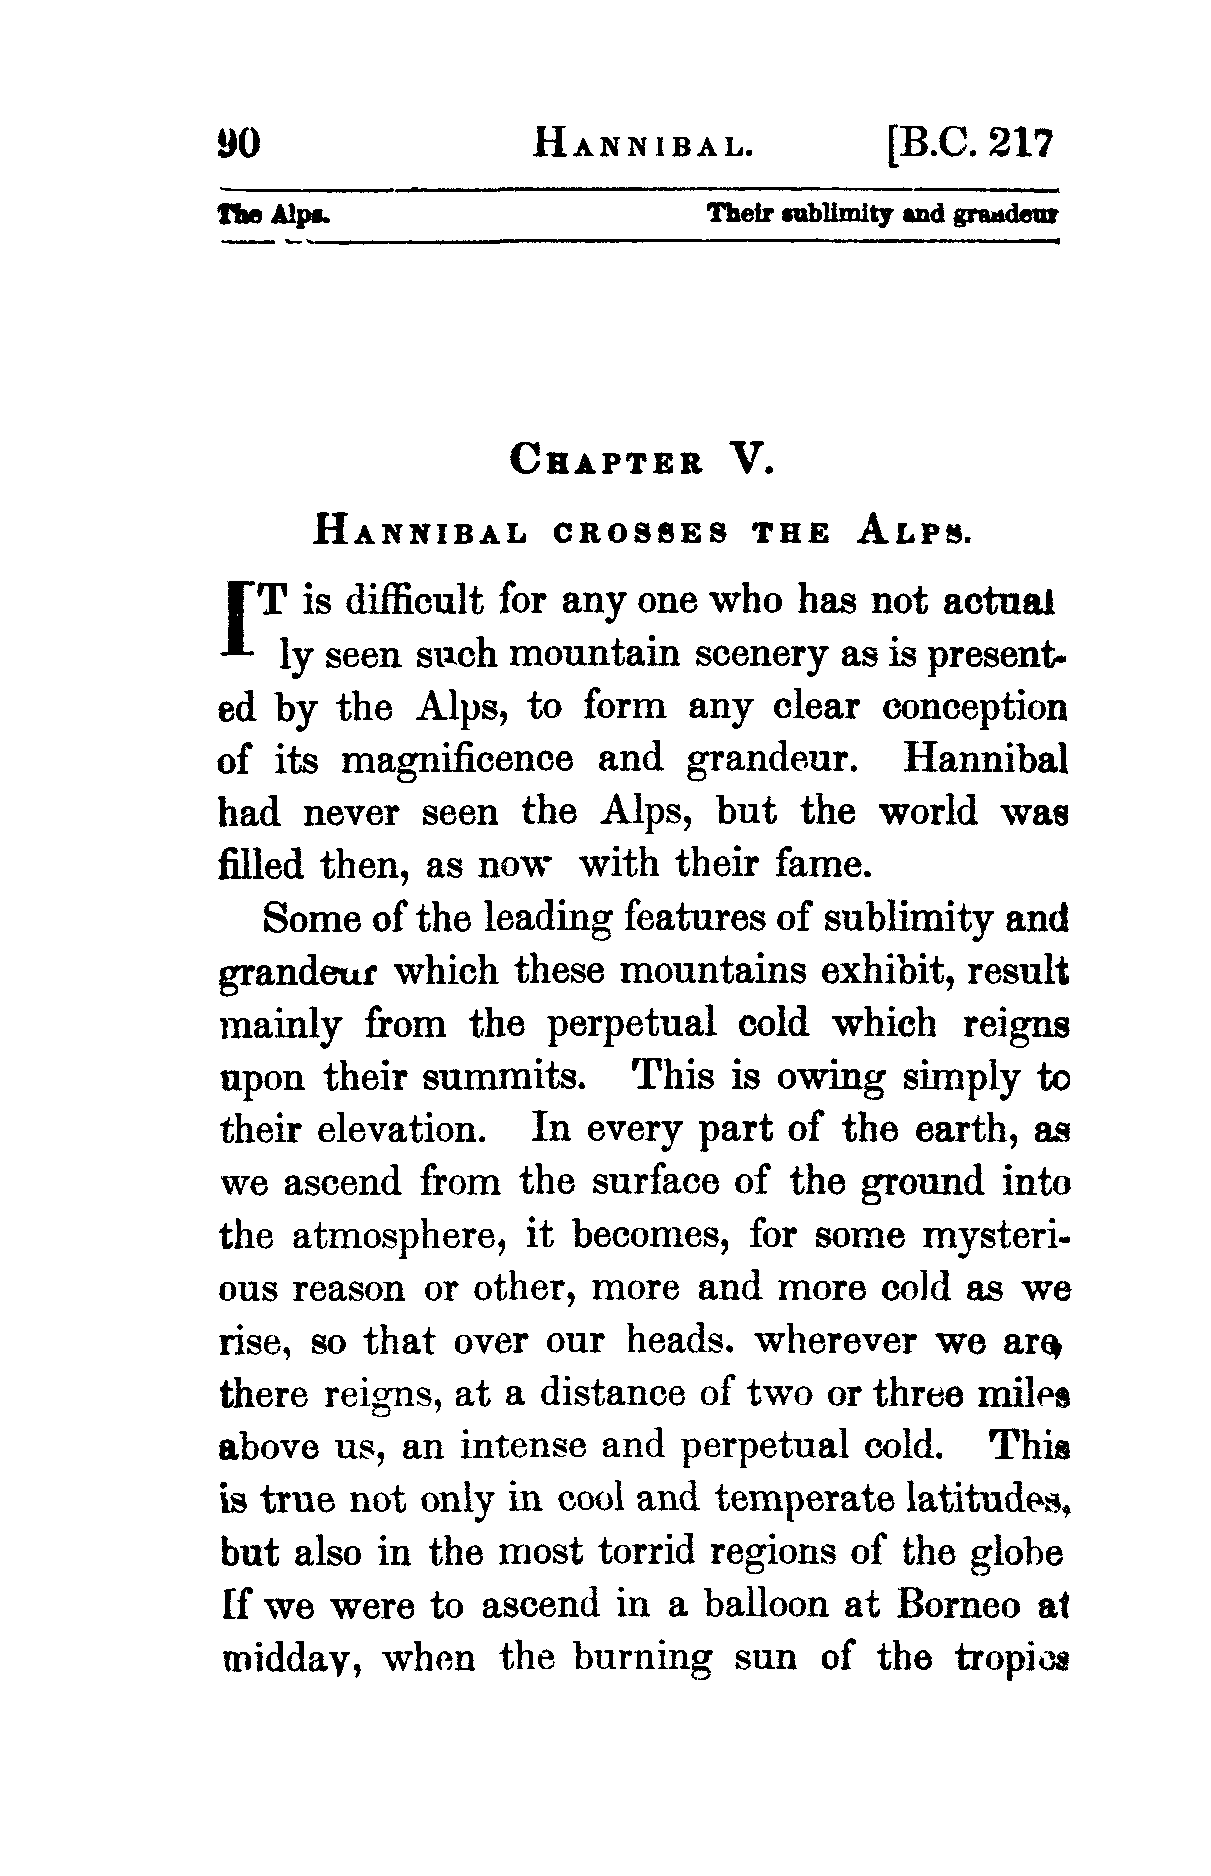 90 HANNIBAL. [B.C. 217
The Alps. Their sublimity and grandeur
CHAPTER V.
HANNIBAL CROSSES THE ALPS.
IT is difficult for any one who has not actual
ly seen such mountain scenery as is present-
ed by the Alps, to form any clear conception
of its magnificence and grandeur. Hannibal
had never seen the Alps, but the world was
filled then, as now with their fame.
Some of the leading features of sublimity and
grandeur which these mountains exhibit, result
mainly from the perpetual cold which reigns
upon their summits. This is owing simply to
their elevation. In every part of the earth, as
we ascend from the surface of the ground into
the atmosphere, it becomes, for some mysteri-
ous reason or other, more and more cold as we
rise, so that over our heads. wherever we are,
there reigns, at a distance of two or three miles
above us, an intense and perpetual cold. This
is true not only in cool and temperate latitudes,
but also in the most torrid regions of the globe
If we were to ascend in a balloon at Borneo at
midday, when the burning sun of the tropics